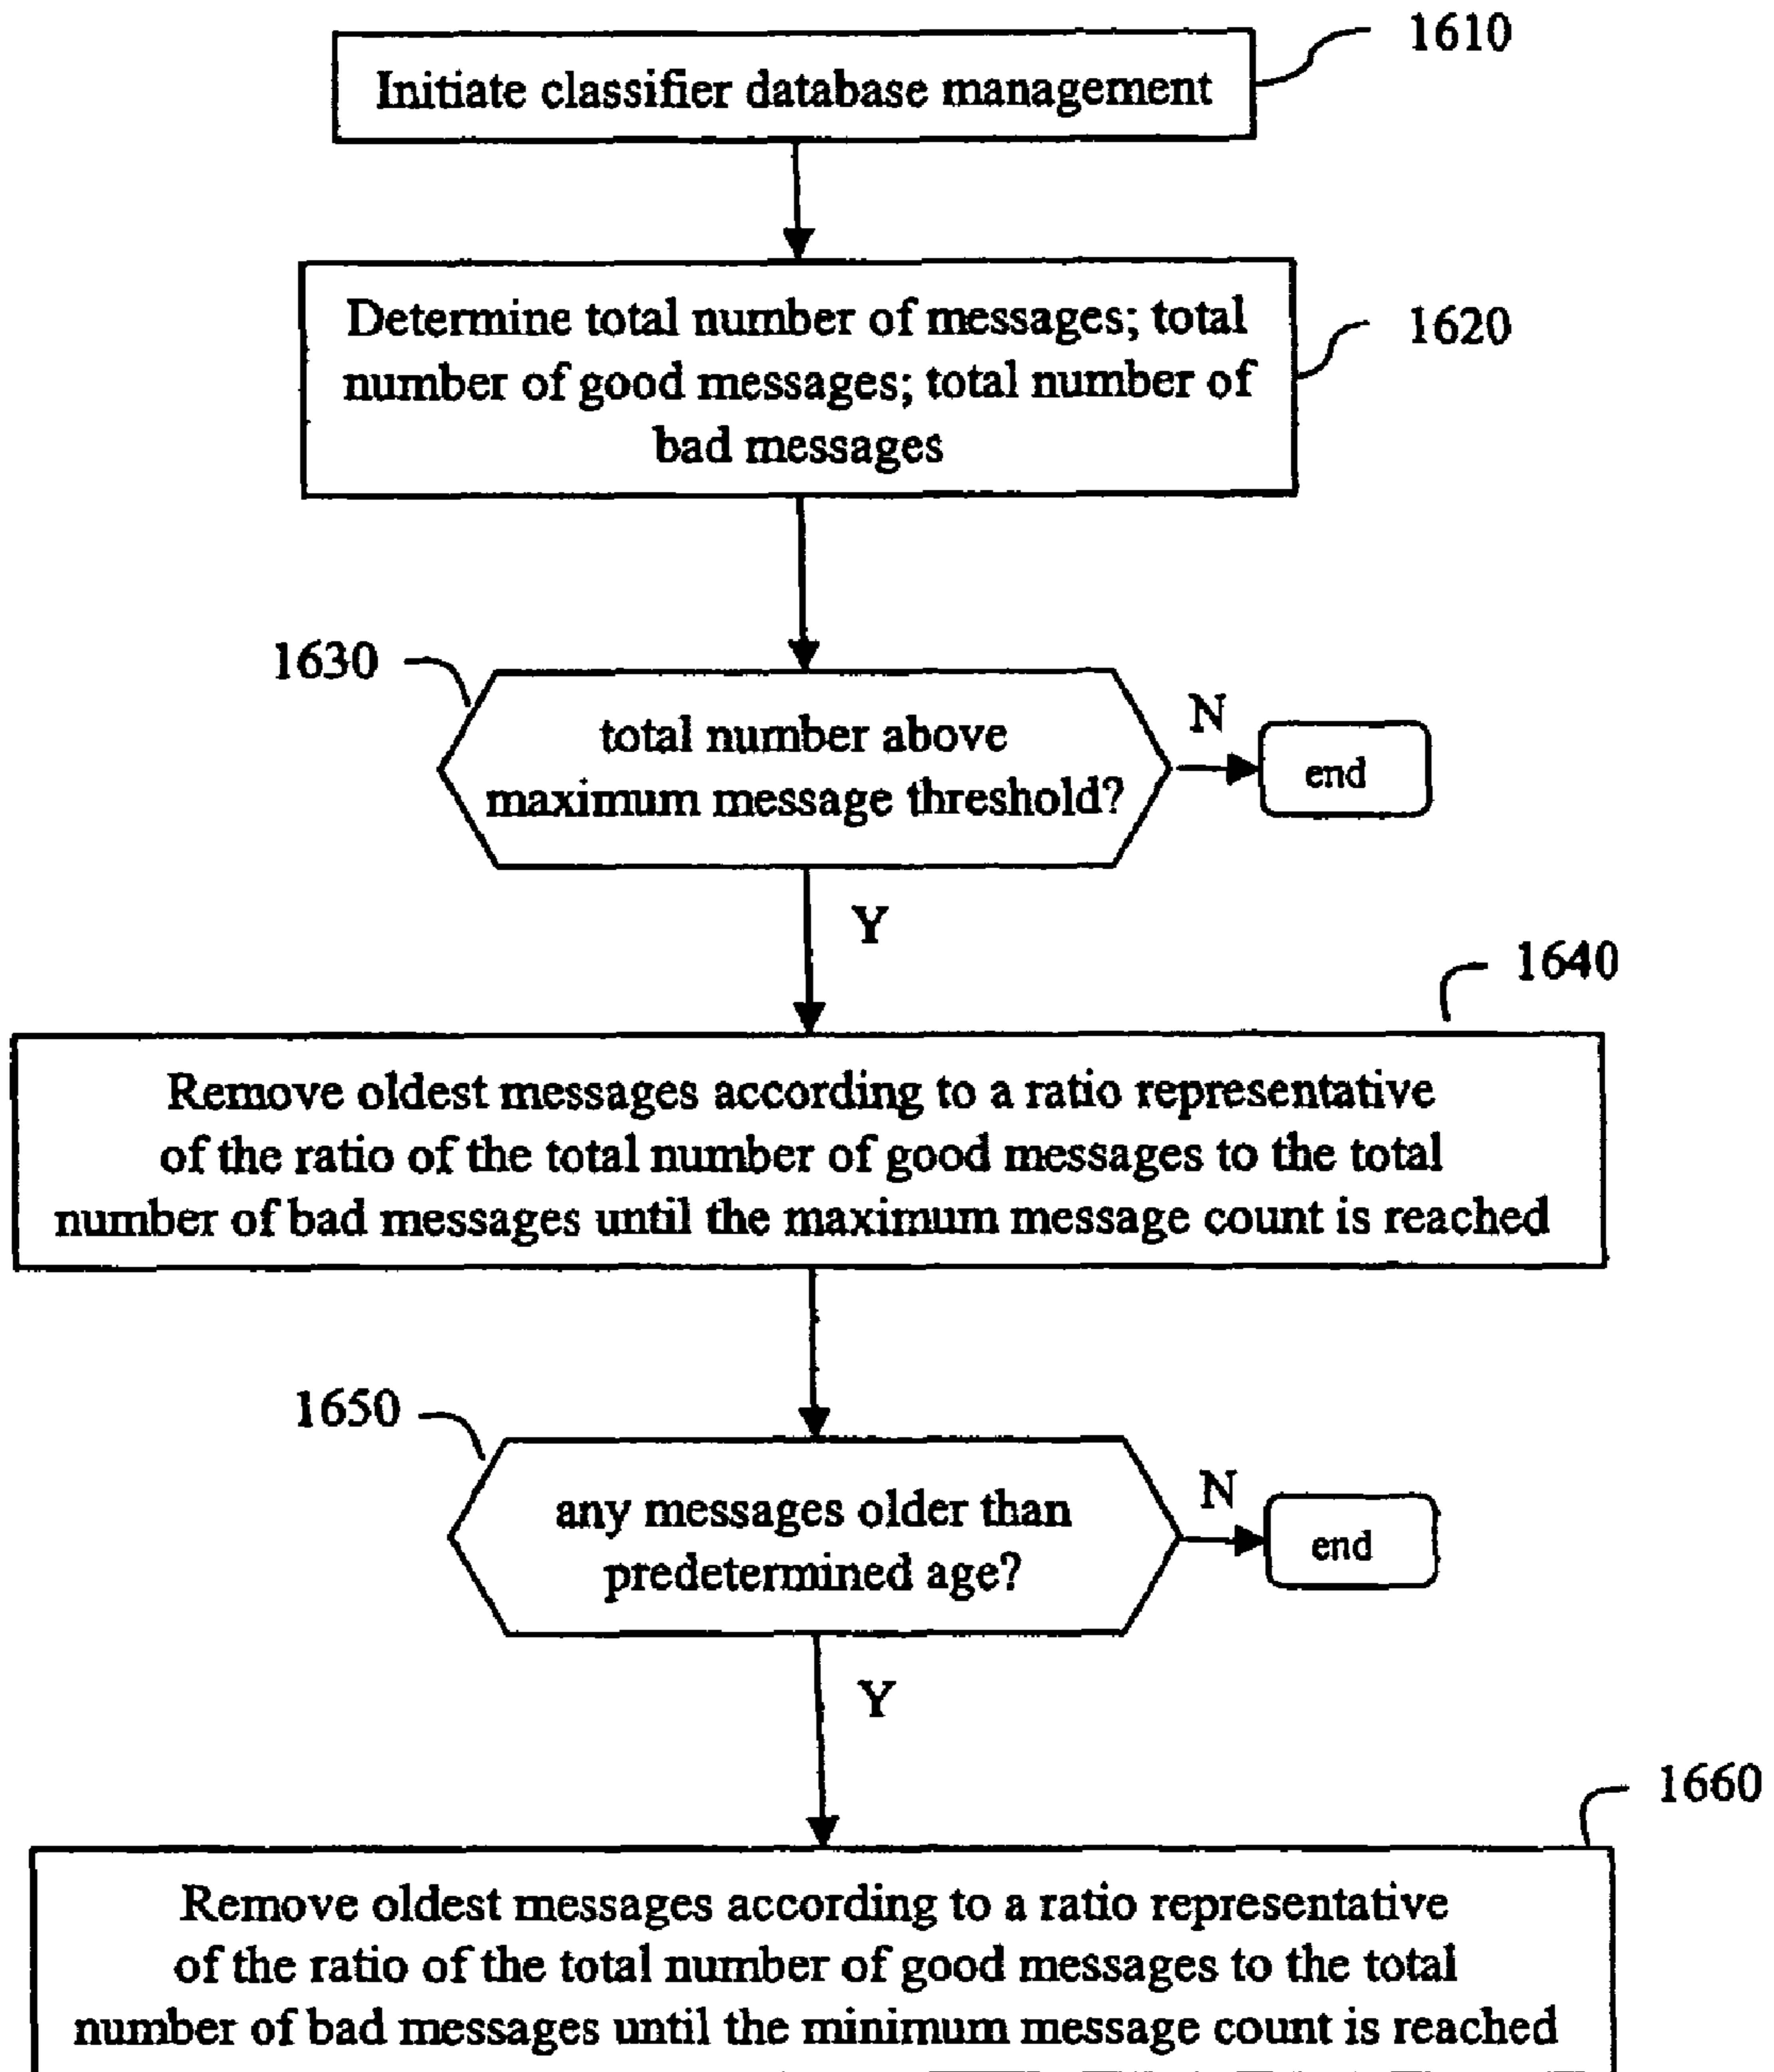 1610
Initiate classifier database management
1620
Determine total number of messages; total
number of good messages; total number of
bad messages
1630
total number above
maximum message threshold?
N
end
Y
1640
Remove oldest messages according to a ratio representative
of the ratio of the total number of good messages to the total
number of bad messages until the maximum message count is reached
1650
any messages older than
predetermined age?
N
end
Y
1660
Remove oldest messages according to a ratio representative
of the ratio of the total number of good messages to the total
number of bad messages until the minimum message count is reached